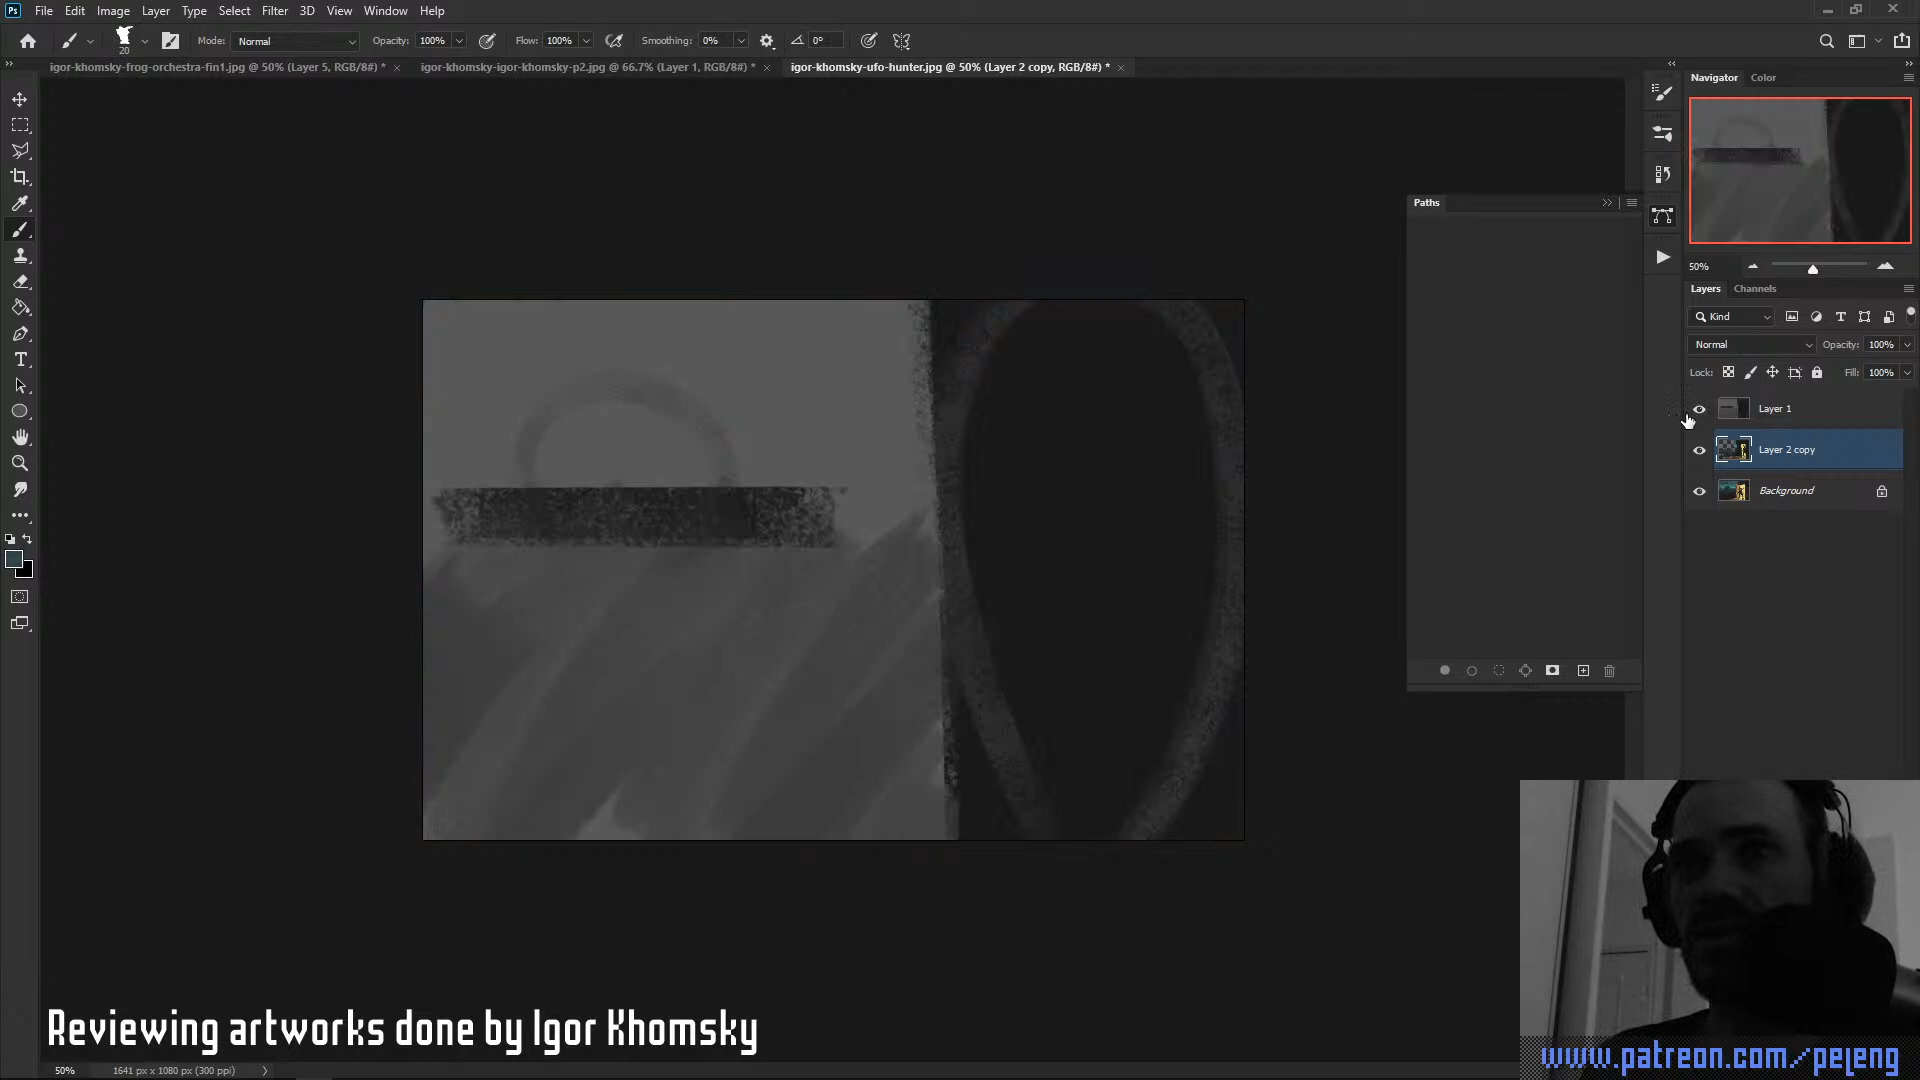 Ps File Edit Image Layer Type Select Filter 3D View Window Help
20 Mode: Normal Opacity: 100% Flow: 100% Smoothing: 0% 0°
igor-khomsky-frog-orchestra-fin1.jpg @ 50% (Layer 5, RGB/8#) * igor-khomsky-igor-khomsky-p2.jpg @ 66.7% (Layer 1, RGB/8#) * igor-khomsky-ufo-hunter.jpg @ 50% (Layer 2 copy, RGB/8#) *
Navigator Color
Paths
50%
Layers Channels
Kind
Normal Opacity: 100%
Lock: Fill: 100%
Layer 1
Layer 2 copy
Background
Reviewing artworks done by Igor Khomsky
www.patreon.com/peleng
50% 1641 px x 1080 px (300 ppi)